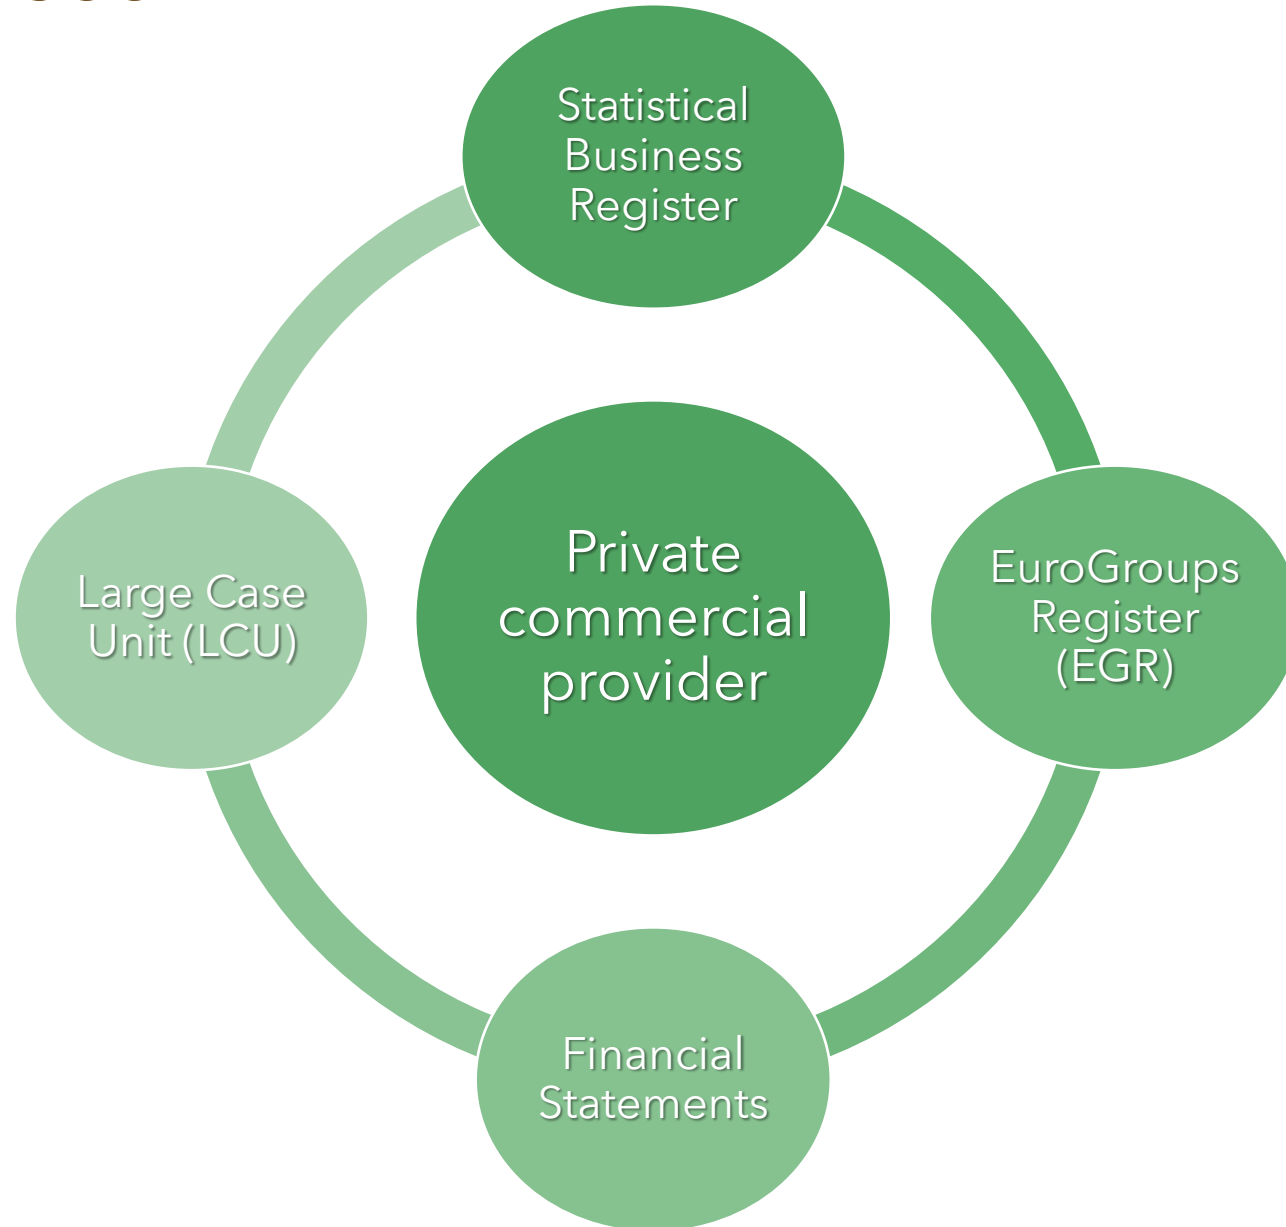 Statistical
Business
Register
Private
commercial
provider
EuroGroups
Register
(EGR)
Large Case
Unit (LCU)
Financial
Statements